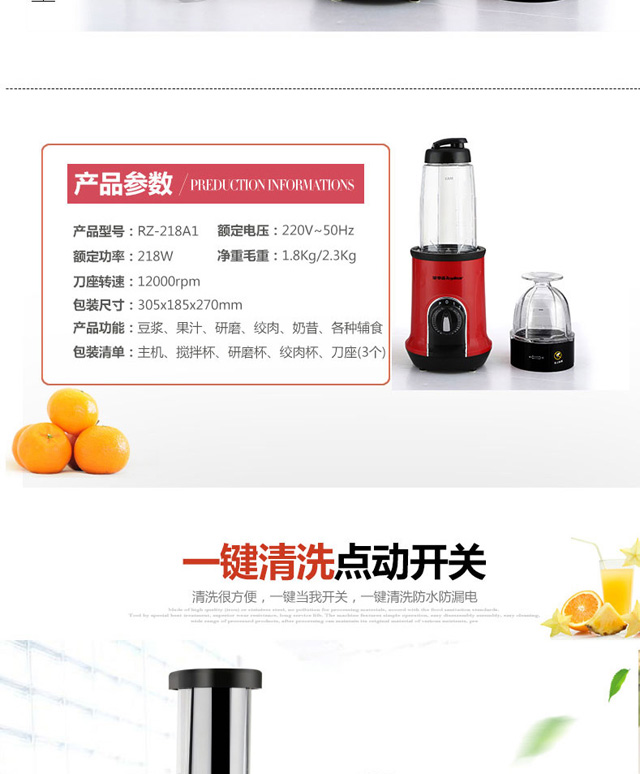 产品参数 / PREDUCTION INFORMATIONS
产品型号：RZ-218A1 额定电压：220V~50Hz
额定功率：218W 净重毛重：1.8Kg/2.3Kg
刀座转速：12000rpm
包装尺寸：305x185x270mm
产品功能：豆浆、果汁、研磨、绞肉、奶昔、各种辅食
包装清单：主机、搅拌杯、研磨杯、绞肉杯、刀座(3个)
一键清洗点动开关
清洗很方便，一键当我开关，一键清洗防水防漏电